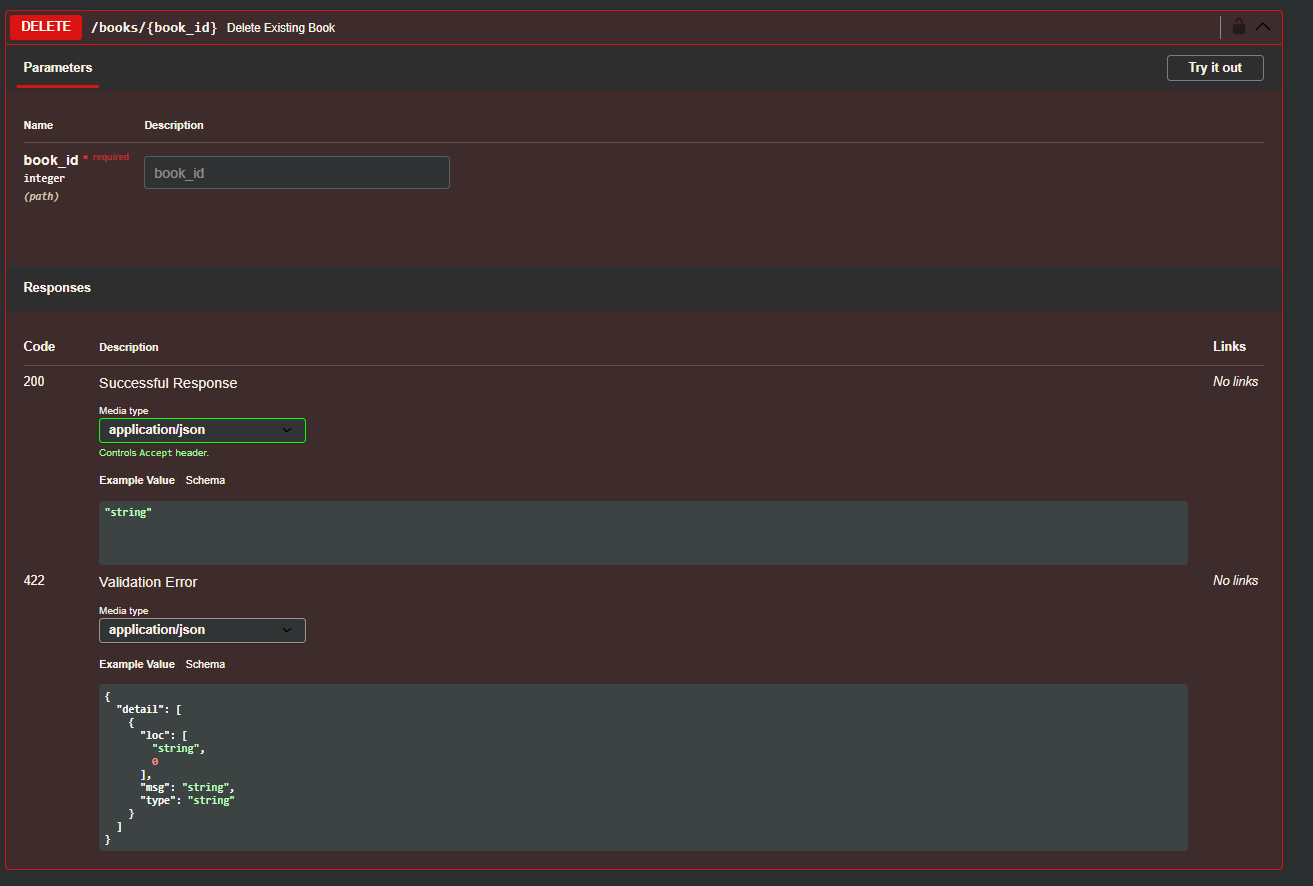 DELETE /books/{book_id} Delete Existing Book
Parameters Try it out
Name Description
book_id * required book_id
integer
(path)
Responses
Code Description Links
200 Successful Response No links
Media type
application/json
Controls Accept header.
Example Value Schema
"string"
422 Validation Error No links
Media type
application/json
Example Value Schema
{
  "detail": [
    {
      "loc": [
        "string",
        0
      ],
      "msg": "string",
      "type": "string"
    }
  ]
}